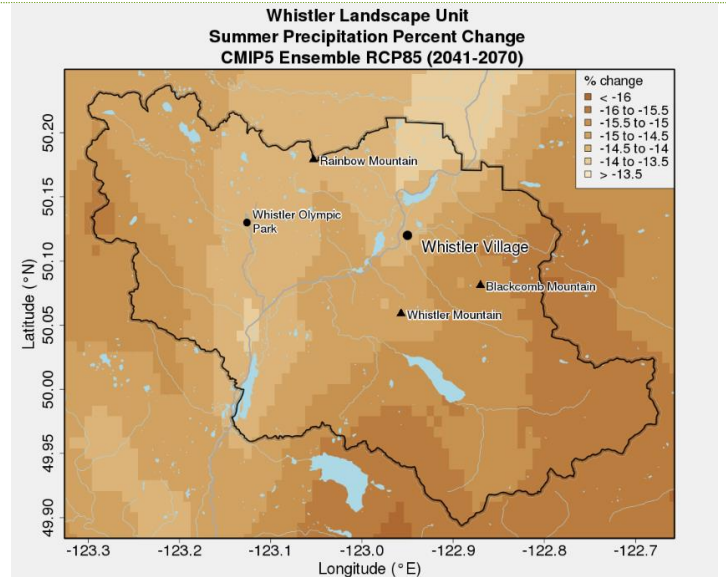 Whistler Landscape Unit
Summer Precipitation Percent Change
CMIP5 Ensemble RCP85 (2041-2070)
% change
< -16
-16 to -15.5
-15.5 to -15
-15 to -14.5
-14.5 to -14
-14 to -13.5
> -13.5
Rainbow Mountain
Whistler Olympic
Park
Whistler Village
Blackcomb Mountain
Whistler Mountain
Latitude (°N)
50.20
50.15
50.10
50.05
50.00
49.95
49.90
-123.3
-123.2
-123.1
-123.0
-122.9
-122.8
-122.7
Longitude (°E)